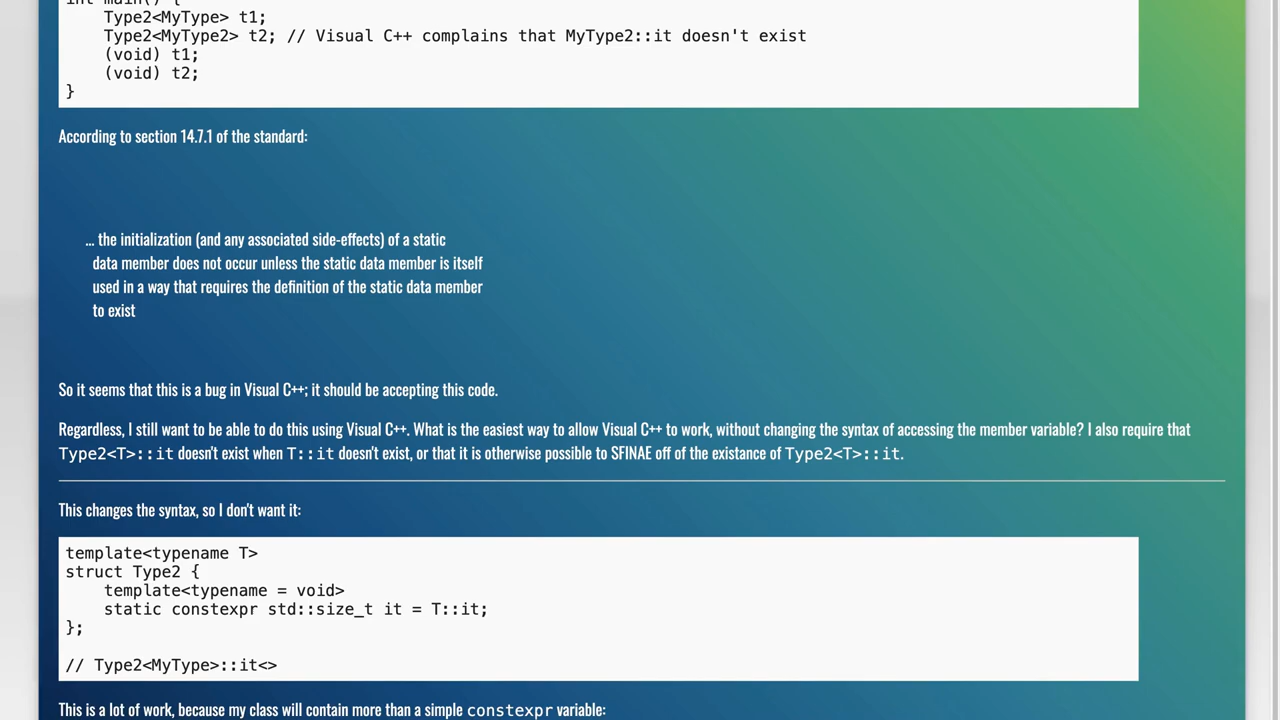 int main() {
    Type2<MyType> t1;
    Type2<MyType2> t2; // Visual C++ complains that MyType2::it doesn't exist
    (void) t1;
    (void) t2;
}
According to section 14.7.1 of the standard:
... the initialization (and any associated side-effects) of a static
data member does not occur unless the static data member is itself
used in a way that requires the definition of the static data member
to exist
So it seems that this is a bug in Visual C++; it should be accepting this code.
Regardless, I still want to be able to do this using Visual C++. What is the easiest way to allow Visual C++ to work, without changing the syntax of accessing the member variable? I also require that
Type2<T>::it doesn't exist when T::it doesn't exist, or that it is otherwise possible to SFINAE off of the existance of Type2<T>::it.
This changes the syntax, so I don't want it:
template<typename T>
struct Type2 {
    template<typename = void>
    static constexpr std::size_t it = T::it;
};
// Type2<MyType>::it<>
This is a lot of work, because my class will contain more than a simple constexpr variable: